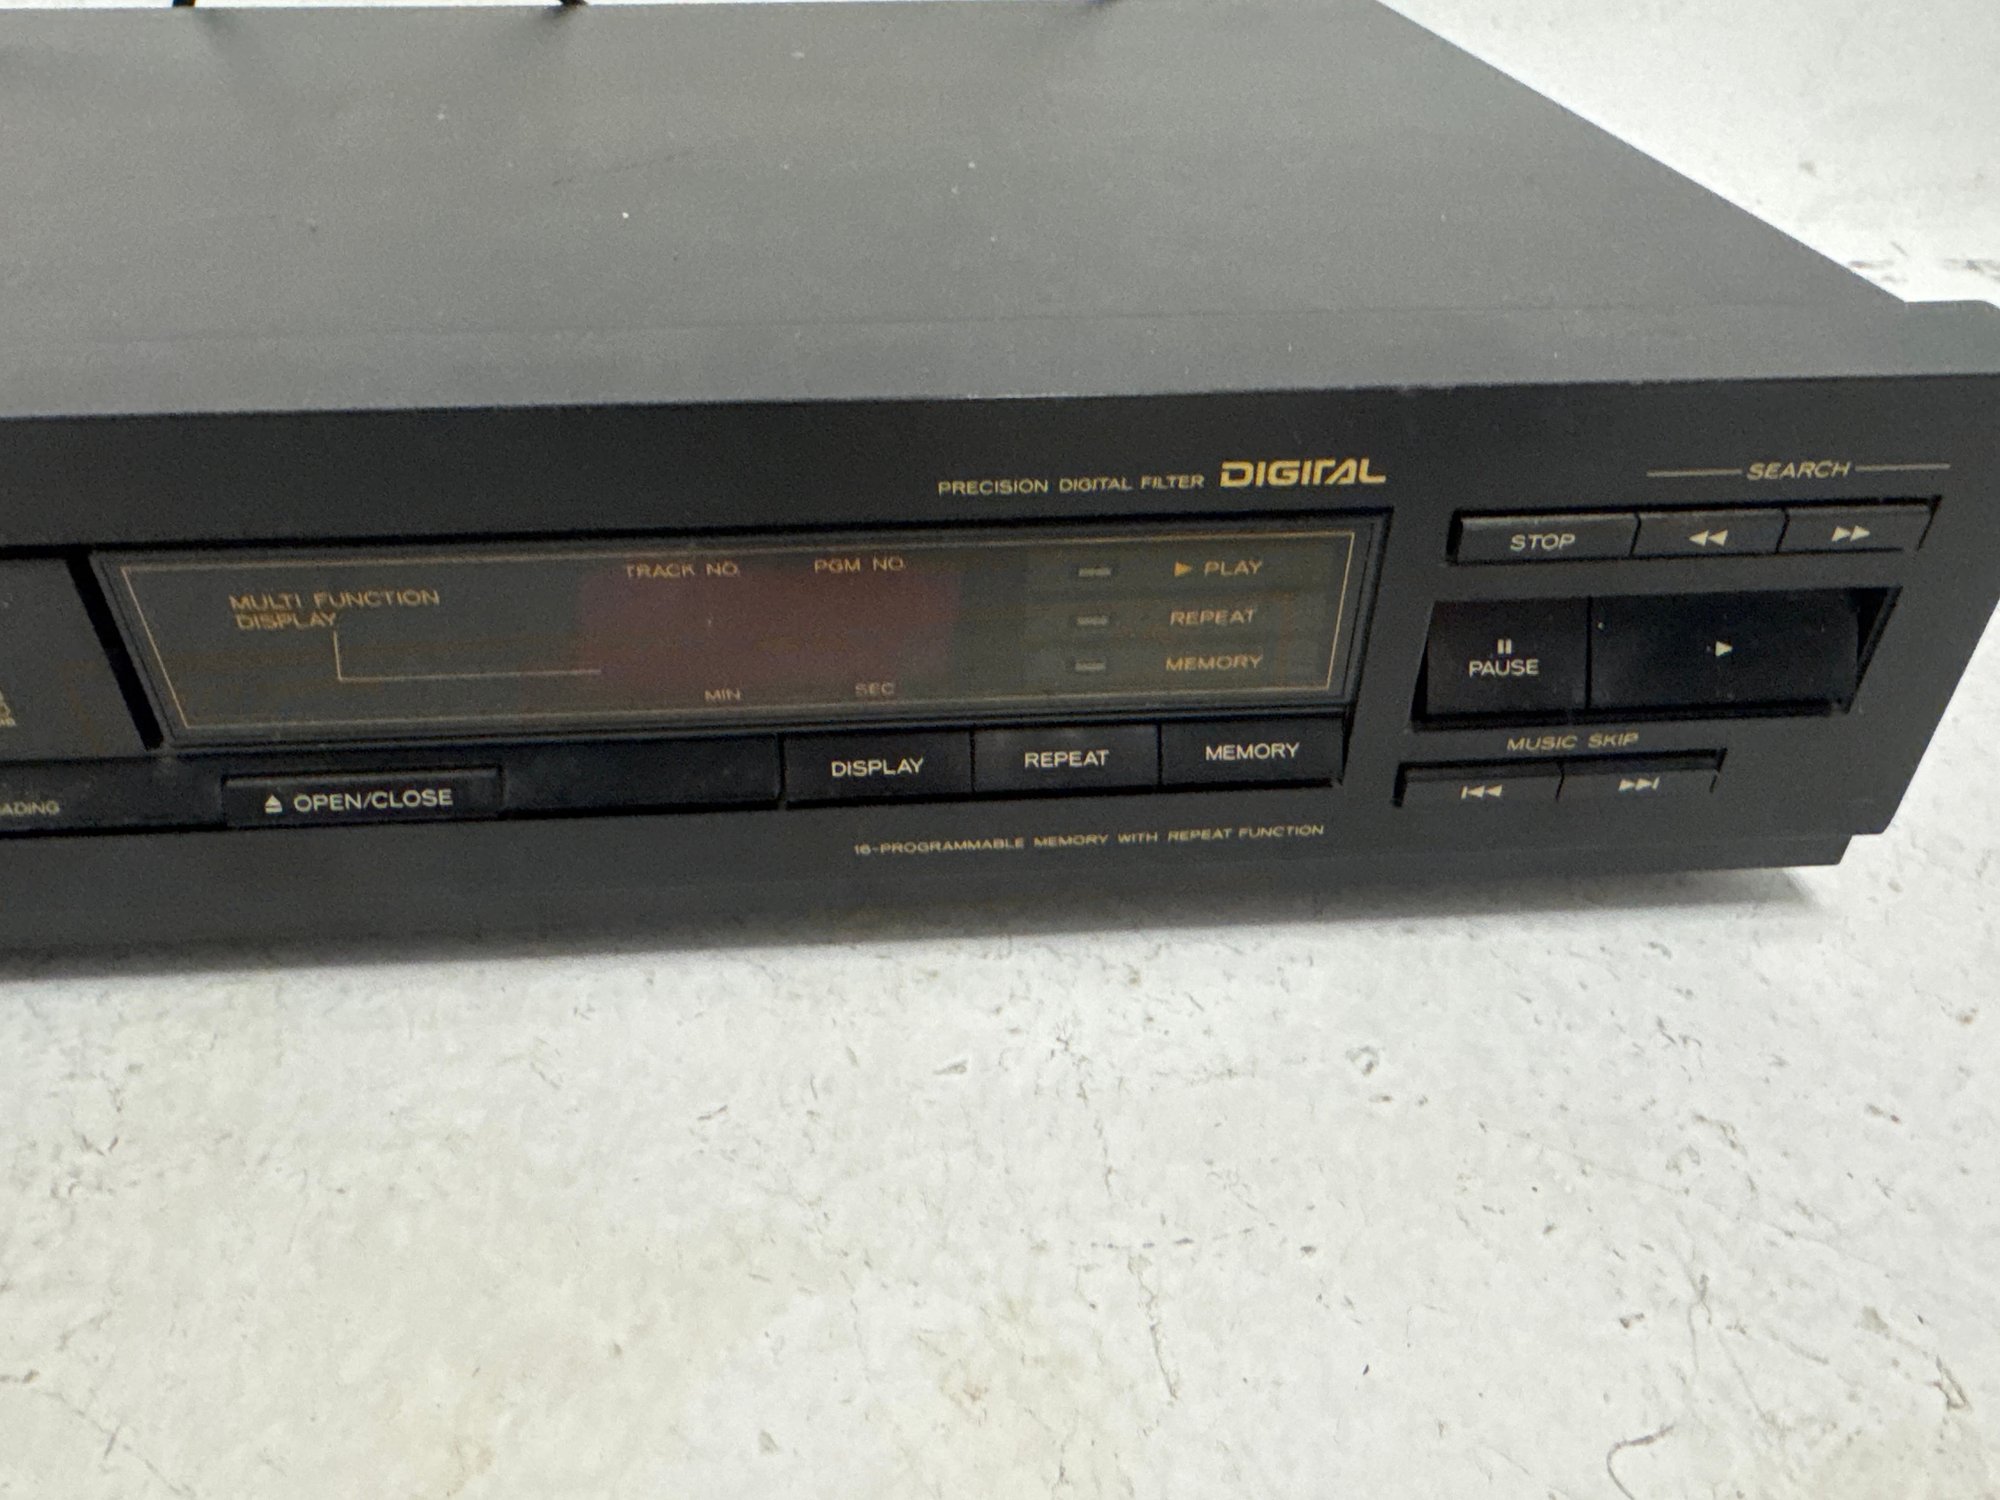 PRECISION DIGITAL FILTER DIGITAL
SEARCH
STOP ◀◀ ▶▶
MULTI FUNCTION
DISPLAY
TRACK NO. PGM NO.
MIN SEC
▶ PLAY
REPEAT
MEMORY
⏸
PAUSE
▶
MUSIC SKIP
I◀◀ ▶▶I
ADING
⏏ OPEN/CLOSE
DISPLAY REPEAT MEMORY
16-PROGRAMMABLE MEMORY WITH REPEAT FUNCTION